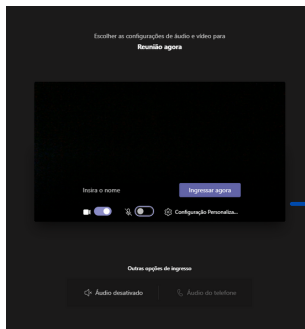 Escolher as configurações de áudio e vídeo para
Reunião agora
Insira o nome
Ingressar agora
Configuração Personaliza...
Outras opções de ingresso
Áudio desativado
Áudio do telefone